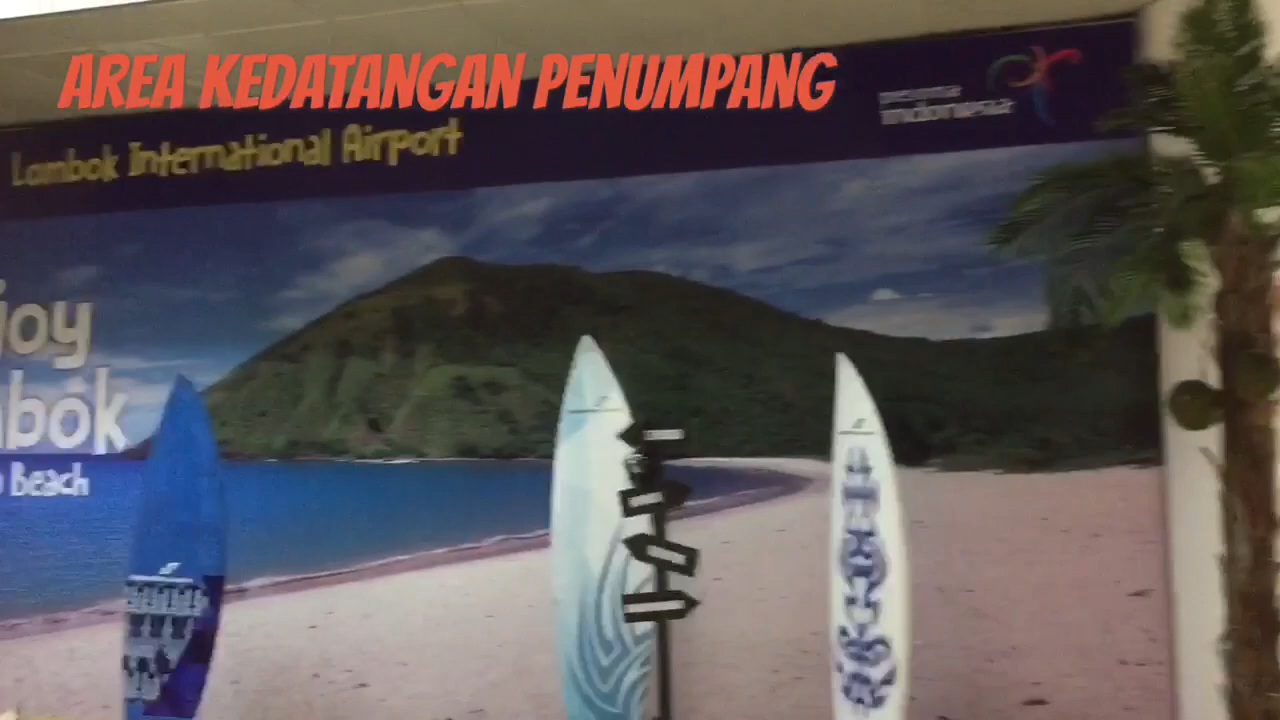 AREA KEDATANGAN PENUMPANG
Lombok International Airport
indonesia
joy
mbok
Beach